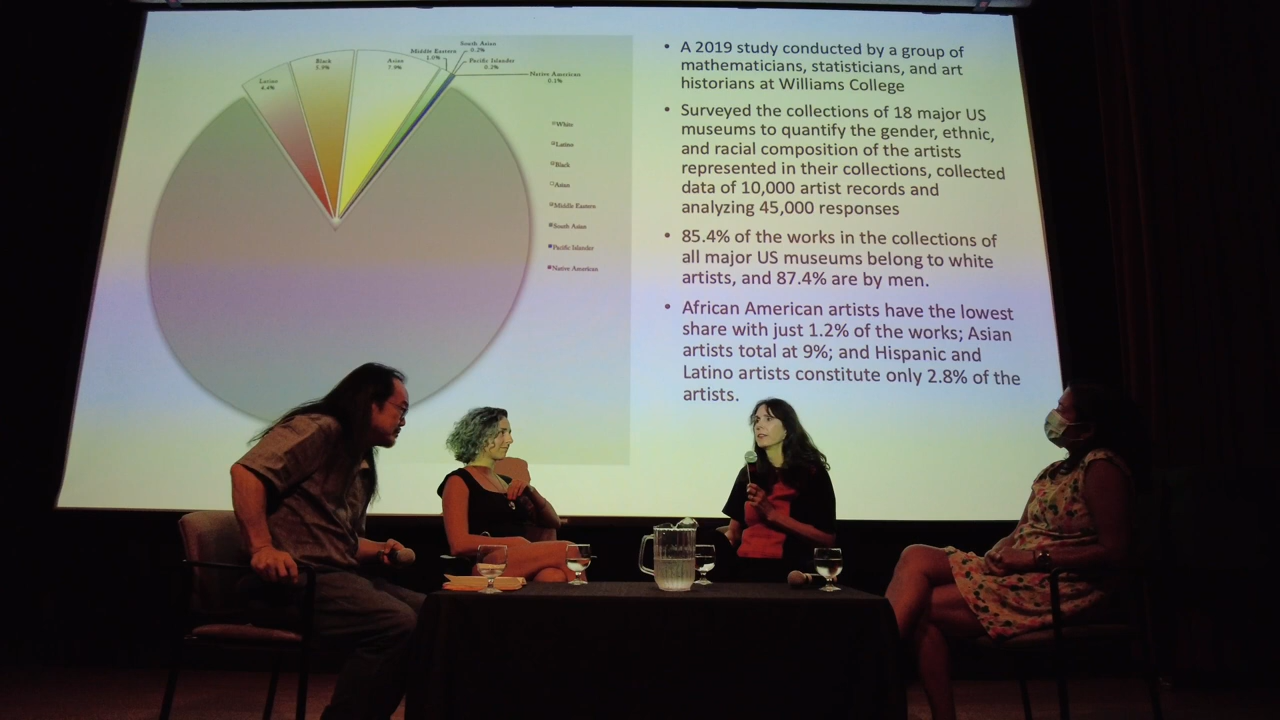 South Asian
0.2%
Middle Eastern
1.0%
Pacific Islander
0.2%
Native American
0.1%
Black
5.9%
Asian
7.9%
Latino
4.4%
White
Latino
Black
Asian
Middle Eastern
South Asian
Pacific Islander
Native American
• A 2019 study conducted by a group of
mathematicians, statisticians, and art
historians at Williams College
• Surveyed the collections of 18 major US
museums to quantify the gender, ethnic,
and racial composition of the artists
represented in their collections, collected
data of 10,000 artist records and
analyzing 45,000 responses
• 85.4% of the works in the collections of
all major US museums belong to white
artists, and 87.4% are by men.
• African American artists have the lowest
share with just 1.2% of the works; Asian
artists total at 9%; and Hispanic and
Latino artists constitute only 2.8% of the
artists.